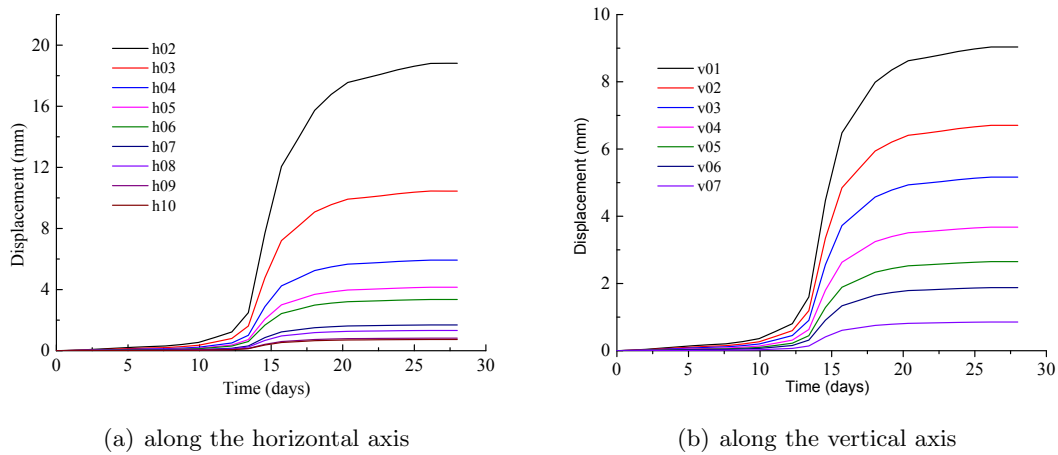 20
16
12
8
4
0
0
5
10
15
20
25
30
Displacement (mm)
Time (days)
h02
h03
h04
h05
h06
h07
h08
h09
h10
(a) along the horizontal axis
10
8
6
4
2
0
0
5
10
15
20
25
30
Displacement (mm)
Time (days)
v01
v02
v03
v04
v05
v06
v07
(b) along the vertical axis